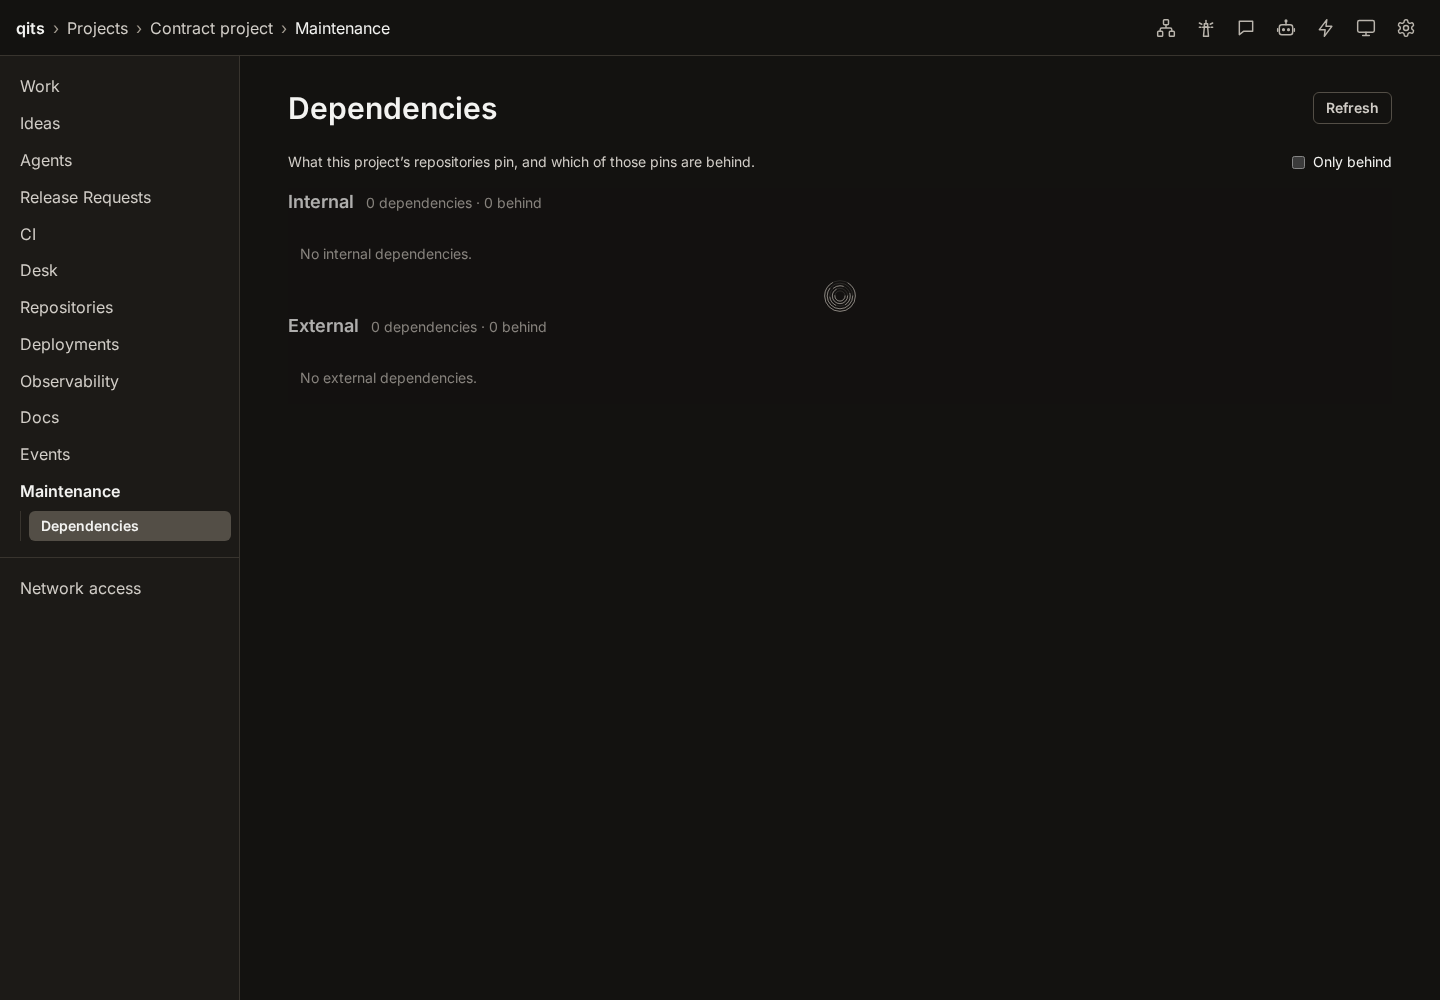 qits › Projects › Contract project › Maintenance
Work
Ideas
Agents
Release Requests
CI
Desk
Repositories
Deployments
Observability
Docs
Events
Maintenance
Dependencies
Network access
Dependencies
Refresh
What this project’s repositories pin, and which of those pins are behind.
Only behind
Internal 0 dependencies · 0 behind
No internal dependencies.
External 0 dependencies · 0 behind
No external dependencies.